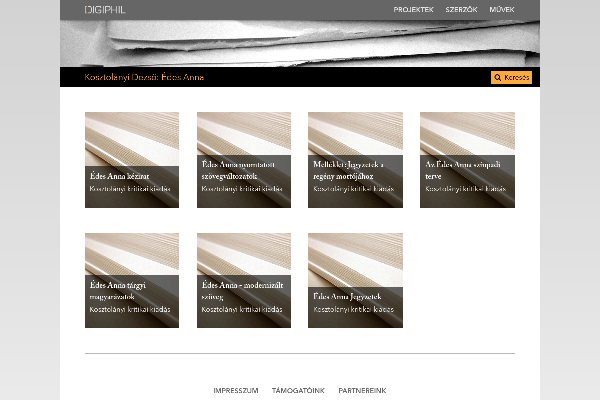 DIGIPHIL
PROJEKTEK SZERZŐK MŰVEK
Kosztolányi Dezső: Édes Anna
Keresés
Édes Anna kézirat
Kosztolányi kritikai kiadás
Édes Anna nyomtatott
szövegváltozatok
Kosztolányi kritikai kiadás
Melléklet: Jegyzetek a
regény mottójához
Kosztolányi kritikai kiadás
Az Édes Anna színpadi
terve
Kosztolányi kritikai kiadás
Édes Anna tárgyi
magyarázatok
Kosztolányi kritikai kiadás
Édes Anna – modernizált
szöveg
Kosztolányi kritikai kiadás
Édes Anna Jegyzetek
Kosztolányi kritikai kiadás
IMPRESSZUM TÁMOGATÓINK PARTNEREINK